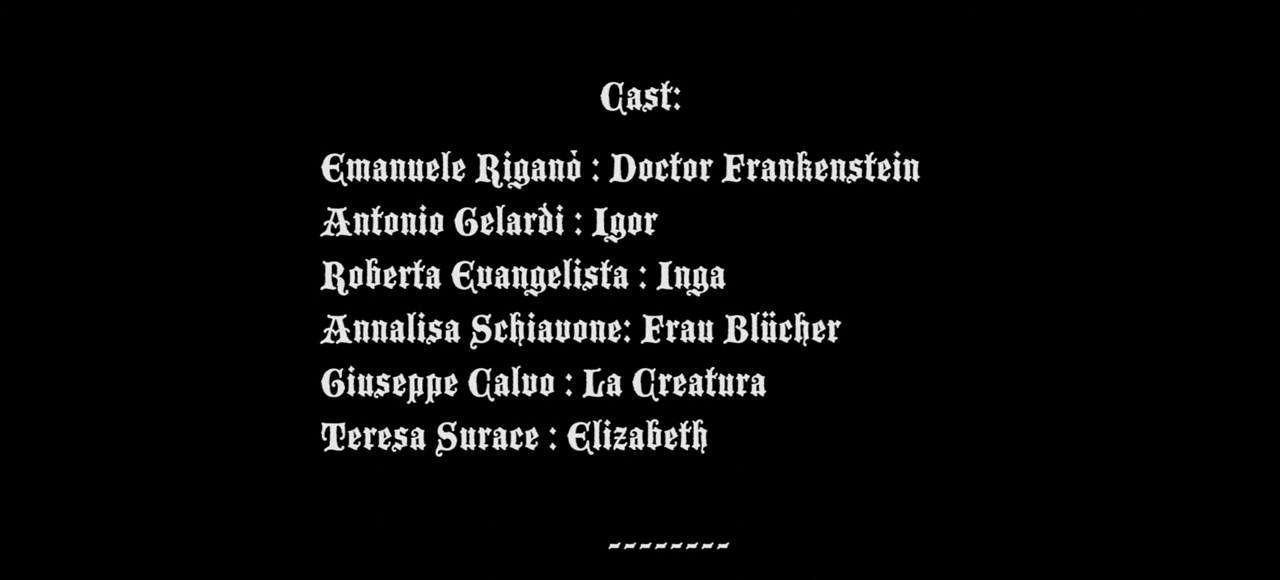 Cast:
Emanuele Riganò : Doctor Frankenstein
Antonio Gelardi : Igor
Roberta Evangelista : Inga
Annalisa Schiavone: Frau Blücher
Giuseppe Calvo : La Creatura
Teresa Surace : Elizabeth
--------